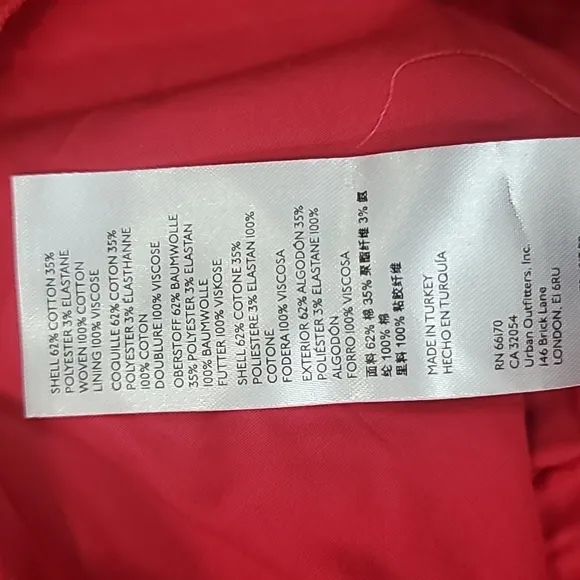 SHELL 62% COTTON 35%
POLYESTER 3% ELASTANE
WOVEN 100% COTTON
LINING 100% VISCOSE
COQUILLE 62% COTON 35%
POLYESTER 3% ÉLASTHANNE
100% COTON
DOUBLURE 100% VISCOSE
OBERSTOFF 62% BAUMWOLLE
35% POLYESTER 3% ELASTAN
100% BAUMWOLLE
FUTTER 100% VISKOSE
SHELL 62% COTONE 35%
POLIESTERE 3% ELASTAN 100%
COTONE
FODERA 100% VISCOSA
EXTERIOR 62% ALGODÓN 35%
POLIÉSTER 3% ELASTANE 100%
ALGODÓN
FORRO 100% VISCOSA
面料 62% 棉 35% 聚酯纤维 3% 氨
纶 100% 棉
里料 100% 粘胶纤维
MADE IN TURKEY
HECHO EN TURQUÍA
RN 66170
CA 32054
Urban Outfitters, Inc.
146 Brick Lane
LONDON, E1 6RU